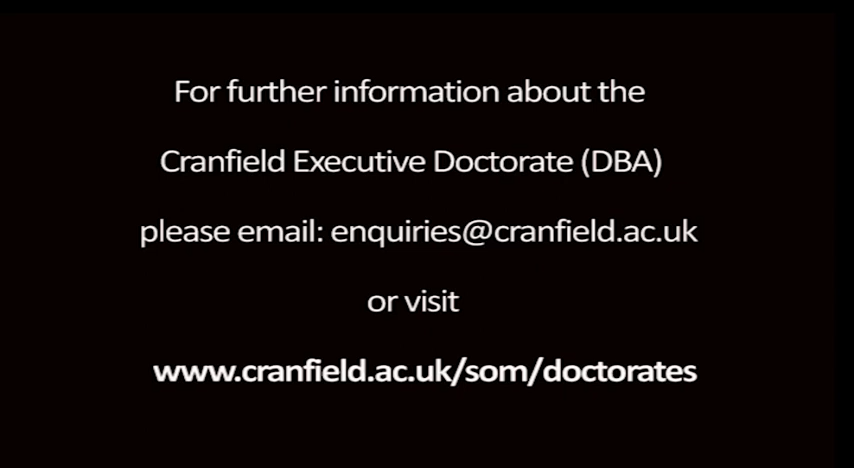 For further information about the
Cranfield Executive Doctorate (DBA)
please email: enquiries@cranfield.ac.uk
or visit
www.cranfield.ac.uk/som/doctorates